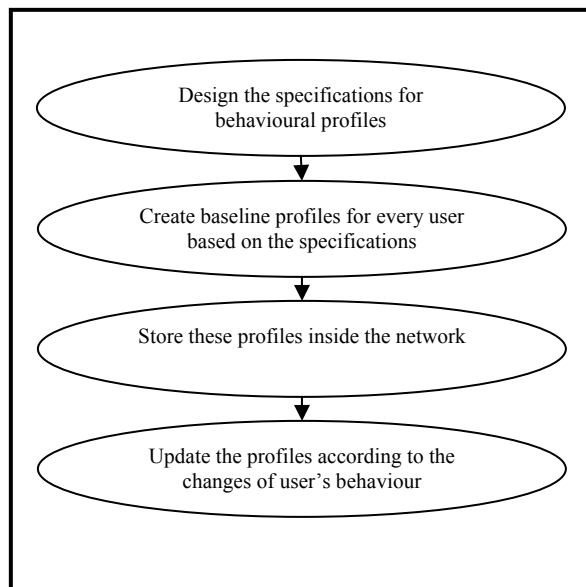 Design the specifications for
behavioural profiles
Create baseline profiles for every user
based on the specifications
Store these profiles inside the network
Update the profiles according to the
changes of user’s behaviour